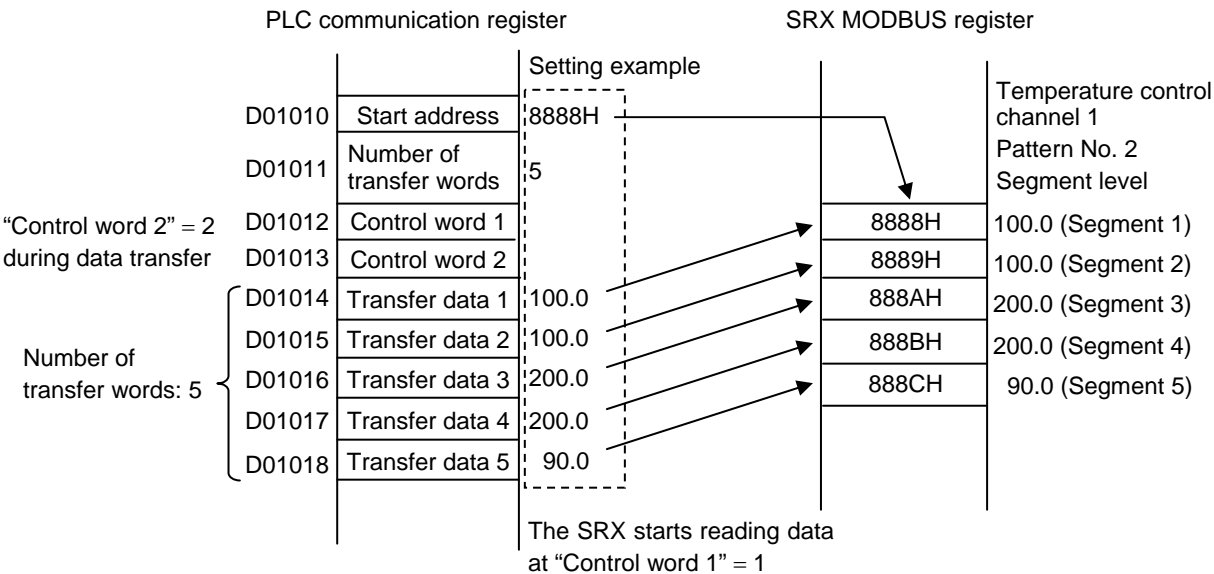 PLC communication register
SRX MODBUS register
Setting example
D01010 Start address 8888H
Temperature control
channel 1
Pattern No. 2
Segment level
D01011 Number of
transfer words 5
"Control word 2" = 2
during data transfer
D01012 Control word 1
D01013 Control word 2
D01014 Transfer data 1 100.0
D01015 Transfer data 2 100.0
D01016 Transfer data 3 200.0
D01017 Transfer data 4 200.0
D01018 Transfer data 5 90.0
Number of
transfer words: 5
8888H 100.0 (Segment 1)
8889H 100.0 (Segment 2)
888AH 200.0 (Segment 3)
888BH 200.0 (Segment 4)
888CH 90.0 (Segment 5)
The SRX starts reading data
at "Control word 1" = 1